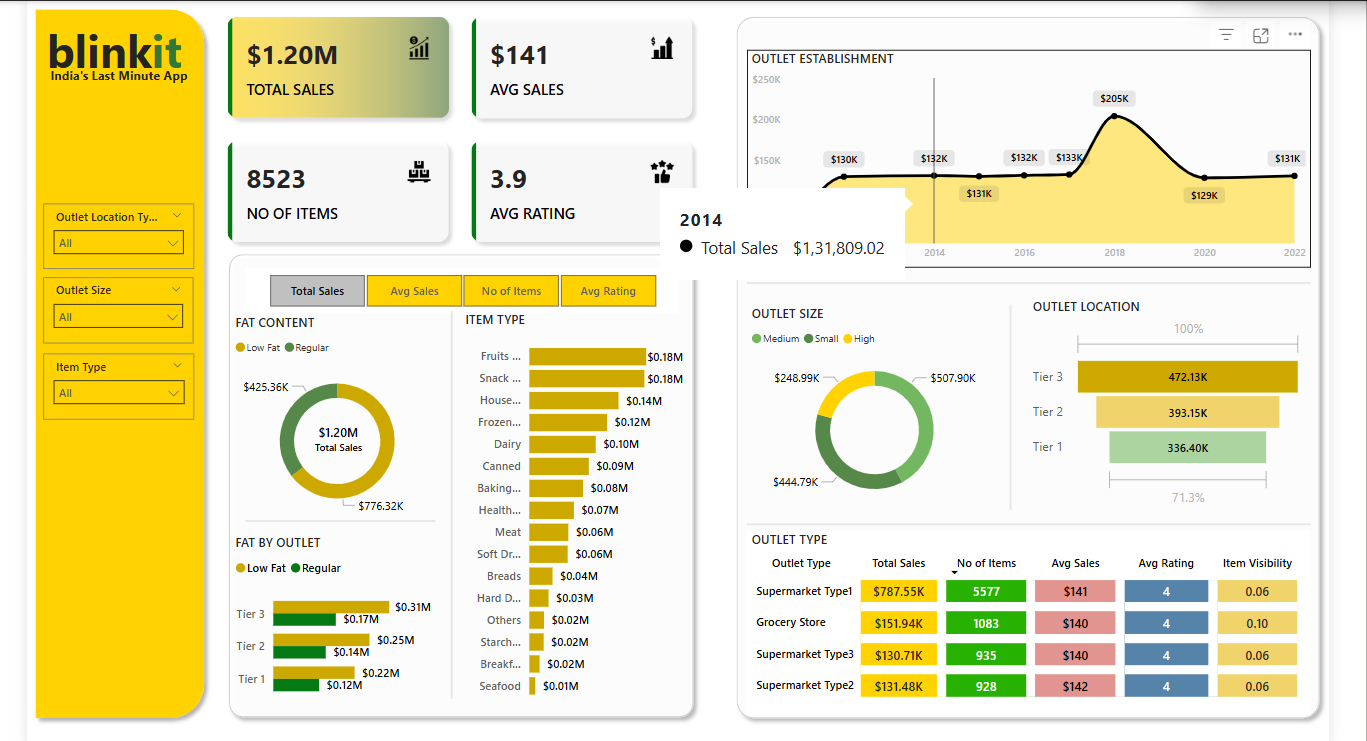 blinkit
India's Last Minute App
Outlet Location Ty...
All
Outlet Size
All
Item Type
All
$1.20M
TOTAL SALES
$141
AVG SALES
8523
NO OF ITEMS
3.9
AVG RATING
Total Sales
Avg Sales
No of Items
Avg Rating
FAT CONTENT
Low Fat Regular
$425.36K
$1.20M
Total Sales
$776.32K
FAT BY OUTLET
Low Fat Regular
Tier 3 $0.31M
$0.17M
Tier 2 $0.25M
$0.14M
Tier 1 $0.22M
$0.12M
ITEM TYPE
Fruits ... $0.18M
Snack ... $0.18M
House... $0.14M
Frozen... $0.12M
Dairy $0.10M
Canned $0.09M
Baking... $0.08M
Health... $0.07M
Meat $0.06M
Soft Dr... $0.06M
Breads $0.04M
Hard D... $0.03M
Others $0.02M
Starch... $0.02M
Breakf... $0.02M
Seafood $0.01M
OUTLET ESTABLISHMENT
$250K
$200K
$150K
$130K
$132K
$131K
$132K
$133K
$205K
$129K
$131K
2014
2016
2018
2020
2022
2014
Total Sales $1,31,809.02
OUTLET SIZE
Medium Small High
$248.99K
$507.90K
$444.79K
OUTLET LOCATION
100%
Tier 3 472.13K
Tier 2 393.15K
Tier 1 336.40K
71.3%
OUTLET TYPE
Outlet Type Total Sales No of Items Avg Sales Avg Rating Item Visibility
Supermarket Type1 $787.55K 5577 $141 4 0.06
Grocery Store $151.94K 1083 $140 4 0.10
Supermarket Type3 $130.71K 935 $140 4 0.06
Supermarket Type2 $131.48K 928 $142 4 0.06